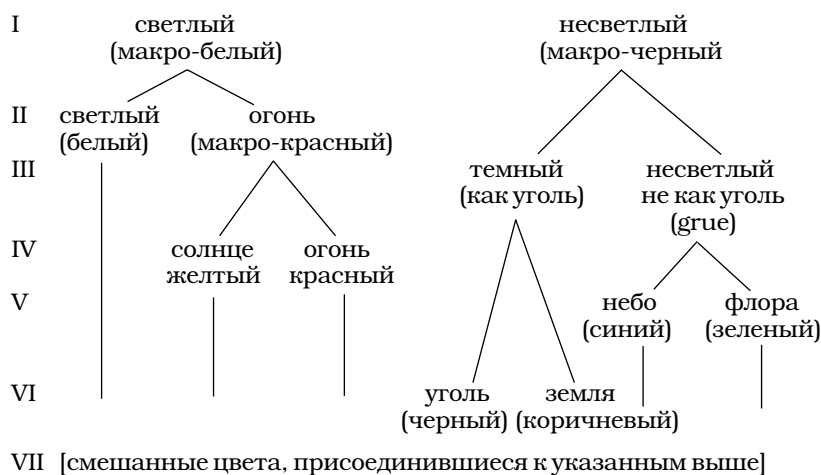 I светлый несветлый
(макро-белый) (макро-черный
II светлый огонь
(белый) (макро-красный)
III темный несветлый
(как уголь) не как уголь
(grue)
IV солнце огонь
желтый красный
V небо флора
(синий) (зеленый)
VI уголь земля
(черный) (коричневый)
VII [смешанные цвета, присоединившиеся к указанным выше]